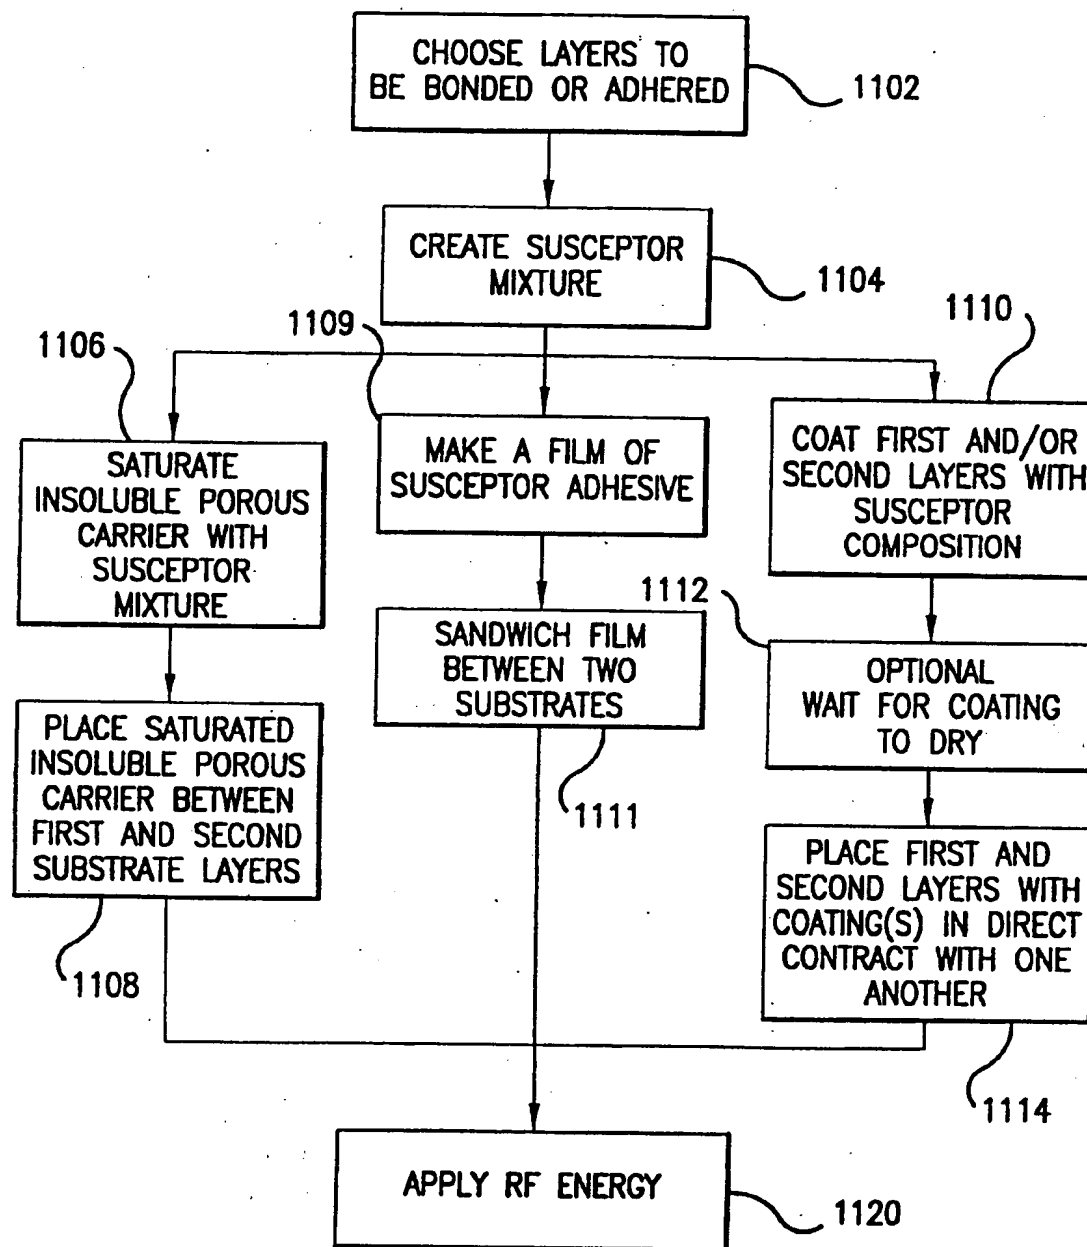 CHOOSE LAYERS TO
BE BONDED OR ADHERED
1102
CREATE SUSCEPTOR
MIXTURE
1104
1106
SATURATE
INSOLUBLE POROUS
CARRIER WITH
SUSCEPTOR
MIXTURE
PLACE SATURATED
INSOLUBLE POROUS
CARRIER BETWEEN
FIRST AND SECOND
SUBSTRATE LAYERS
1108
1109
MAKE A FILM OF
SUSCEPTOR ADHESIVE
SANDWICH FILM
BETWEEN TWO
SUBSTRATES
1111
1110
COAT FIRST AND/OR
SECOND LAYERS WITH
SUSCEPTOR
COMPOSITION
1112
OPTIONAL
WAIT FOR COATING
TO DRY
PLACE FIRST AND
SECOND LAYERS WITH
COATING(S) IN DIRECT
CONTRACT WITH ONE
ANOTHER
1114
APPLY RF ENERGY
1120